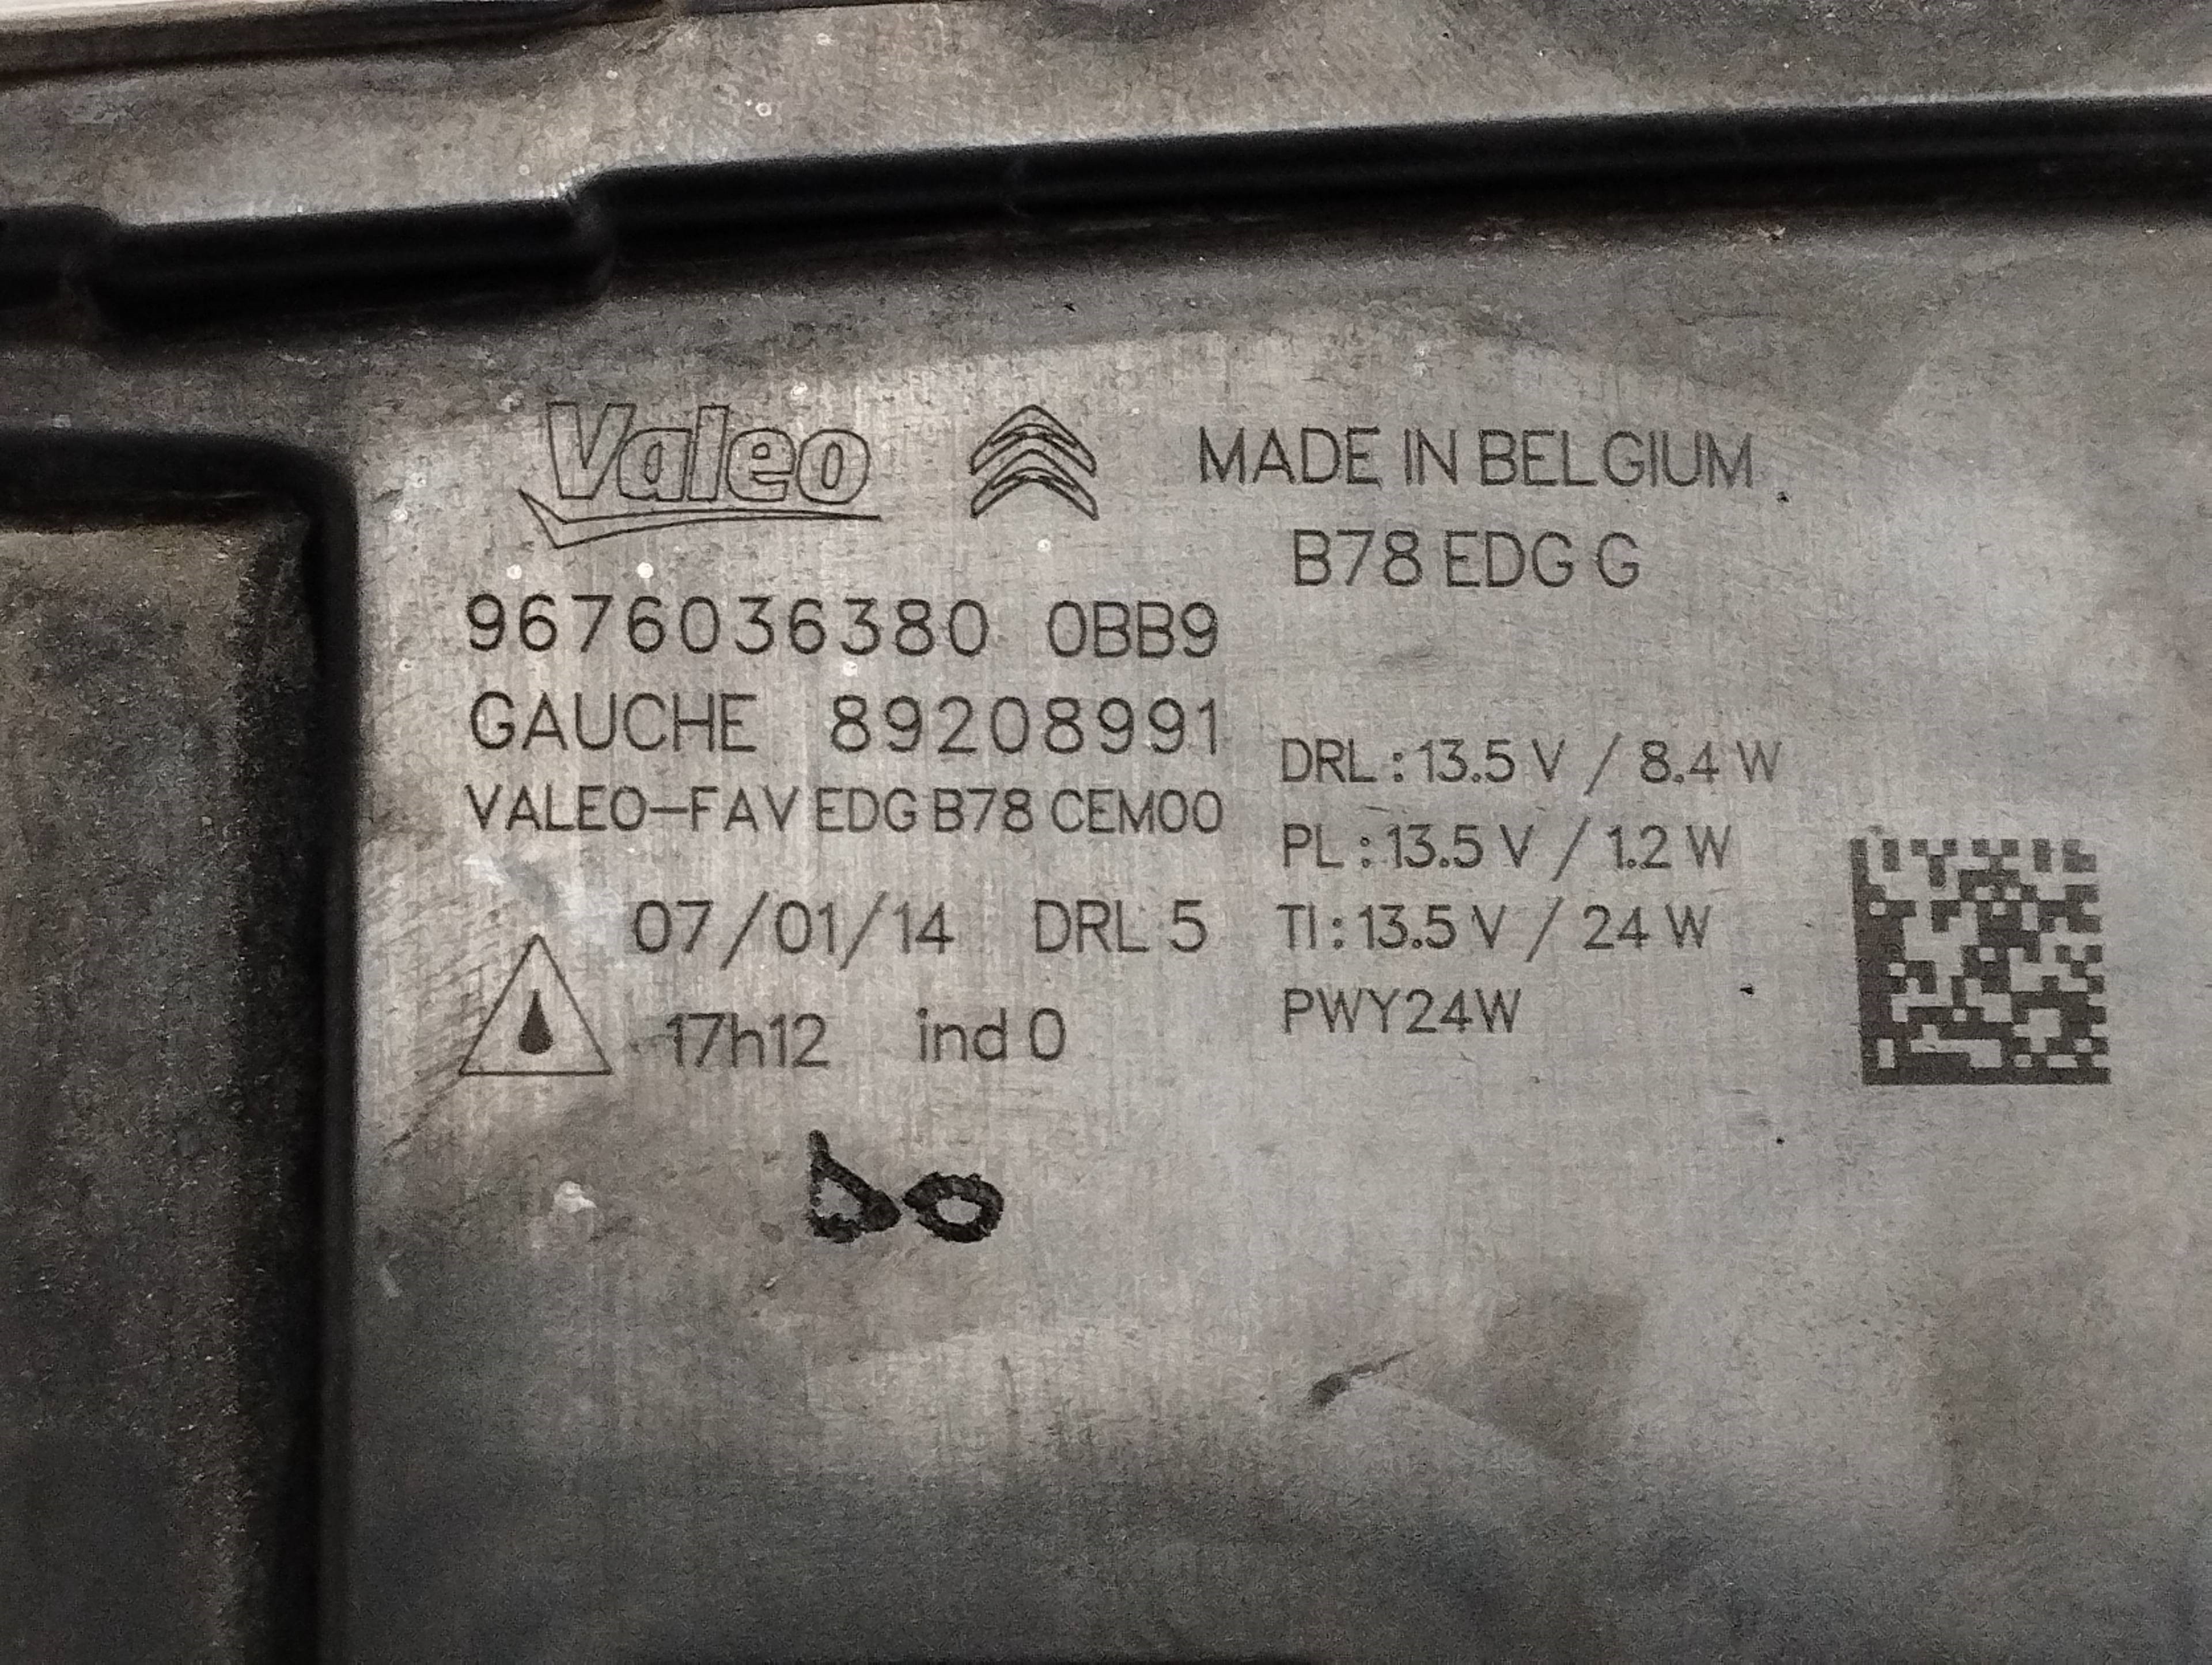 Valeo MADE IN BELGIUM
B78 EDG G
9676036380 0BB9
GAUCHE 89208991
VALEO-FAV EDG B78 CEM00
07/01/14 DRL 5
17h12 ind 0
DRL : 13.5 V / 8.4 W
PL : 13.5 V / 1.2 W
TI : 13.5 V / 24 W
PWY24W